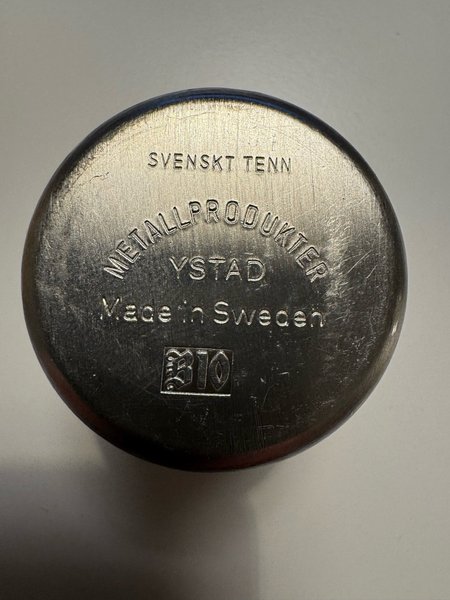 SVENSKT TENN
METALLPRODUKTER
YSTAD
Made in Sweden
B10